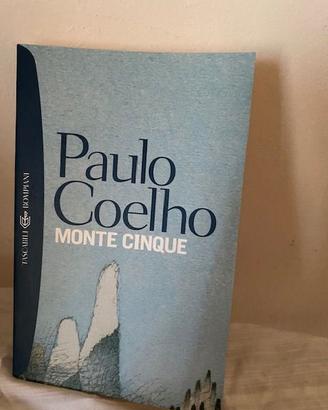 Paulo
Coelho
MONTE CINQUE
TASCABILI BOMPIANI